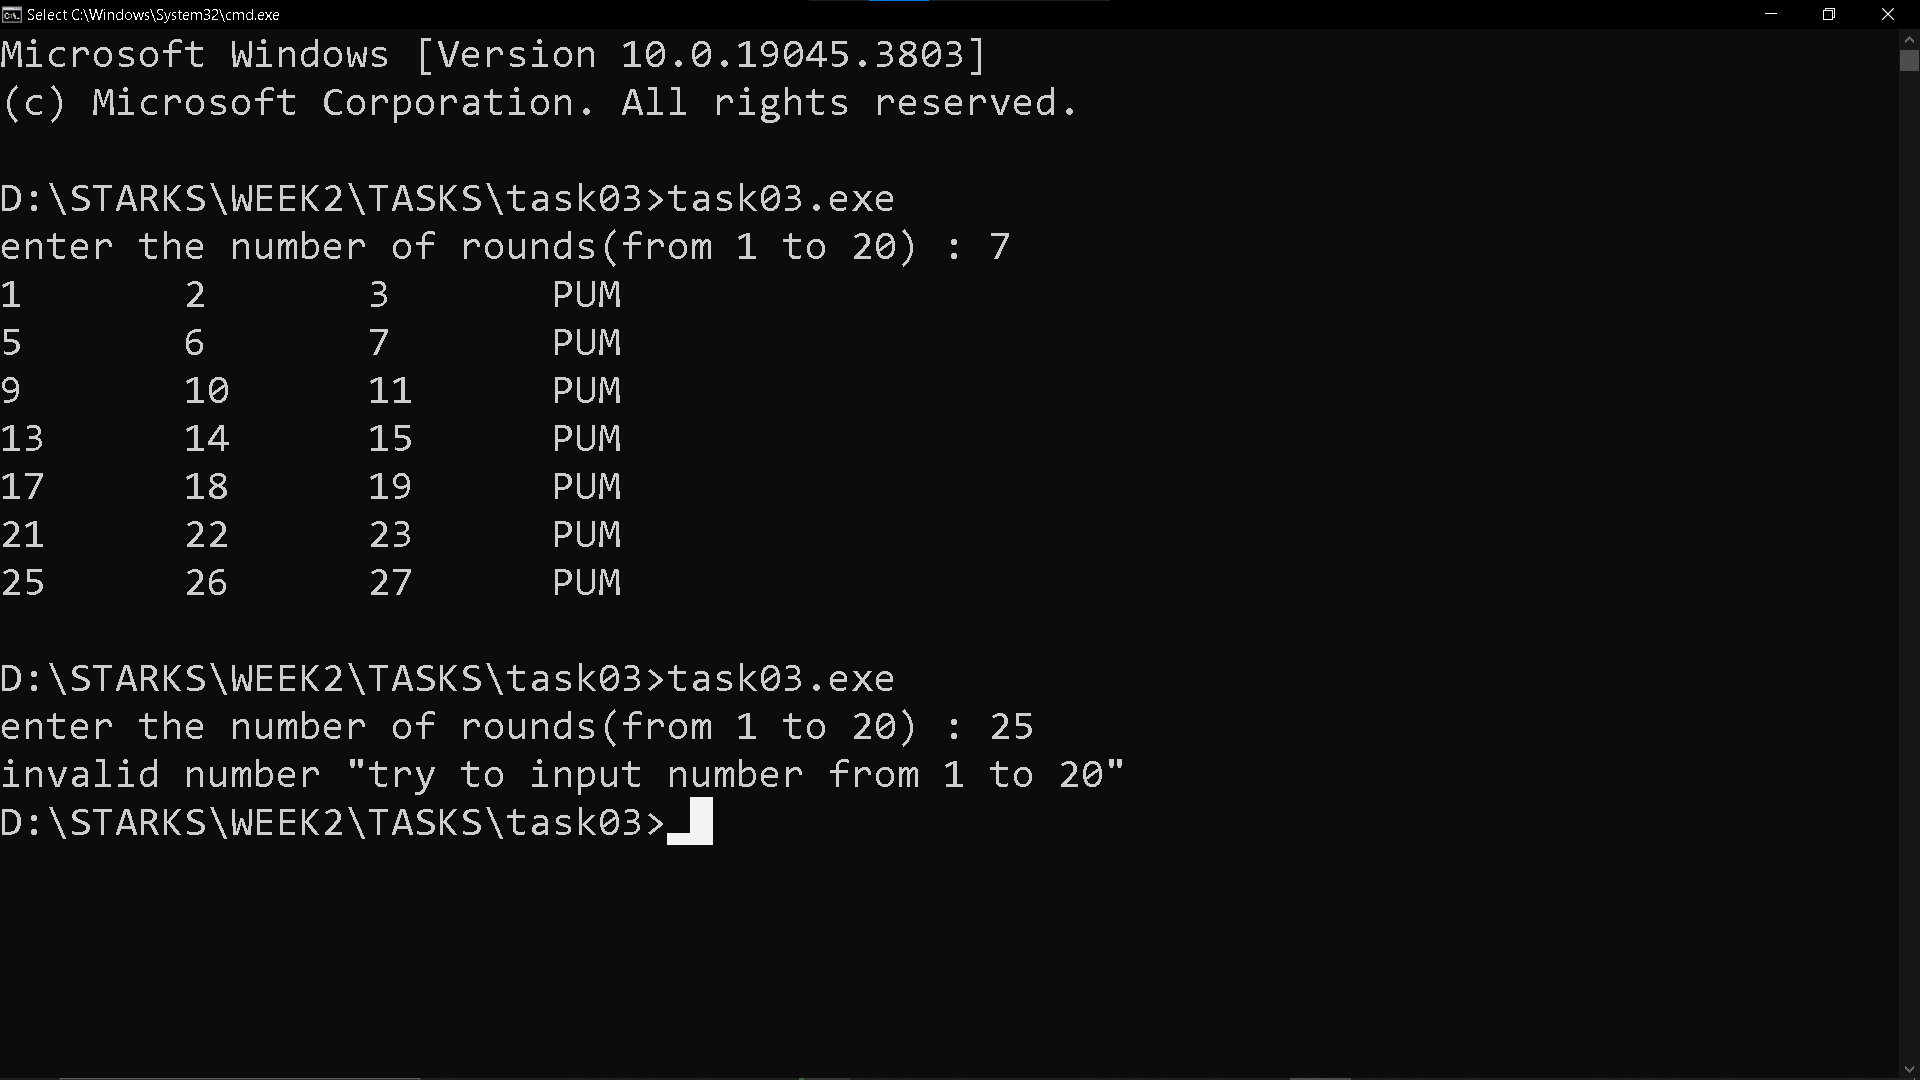 Select C:\Windows\System32\cmd.exe
Microsoft Windows [Version 10.0.19045.3803]
(c) Microsoft Corporation. All rights reserved.
D:\STARKS\WEEK2\TASKS\task03>task03.exe
enter the number of rounds(from 1 to 20) : 7
1 2 3 PUM
5 6 7 PUM
9 10 11 PUM
13 14 15 PUM
17 18 19 PUM
21 22 23 PUM
25 26 27 PUM
D:\STARKS\WEEK2\TASKS\task03>task03.exe
enter the number of rounds(from 1 to 20) : 25
invalid number "try to input number from 1 to 20"
D:\STARKS\WEEK2\TASKS\task03>